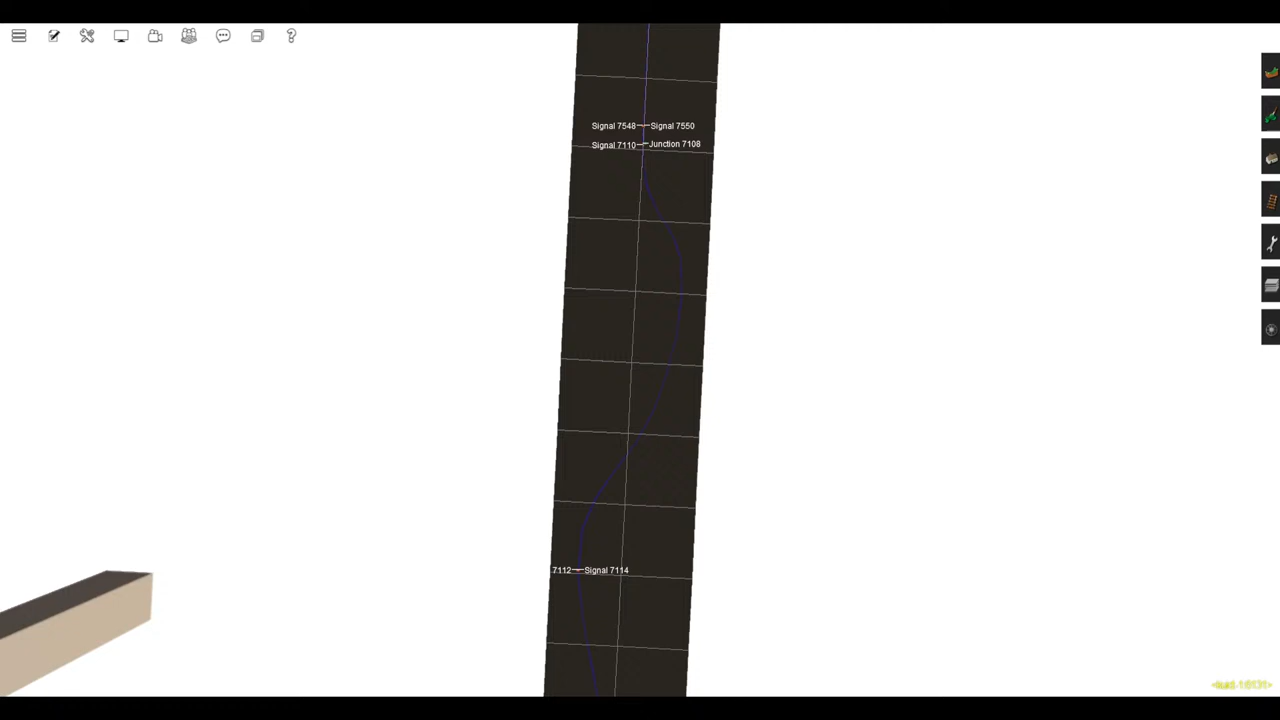 Signal 7548
Signal 7550
Signal 7110
Junction 7108
7112
Signal 7114